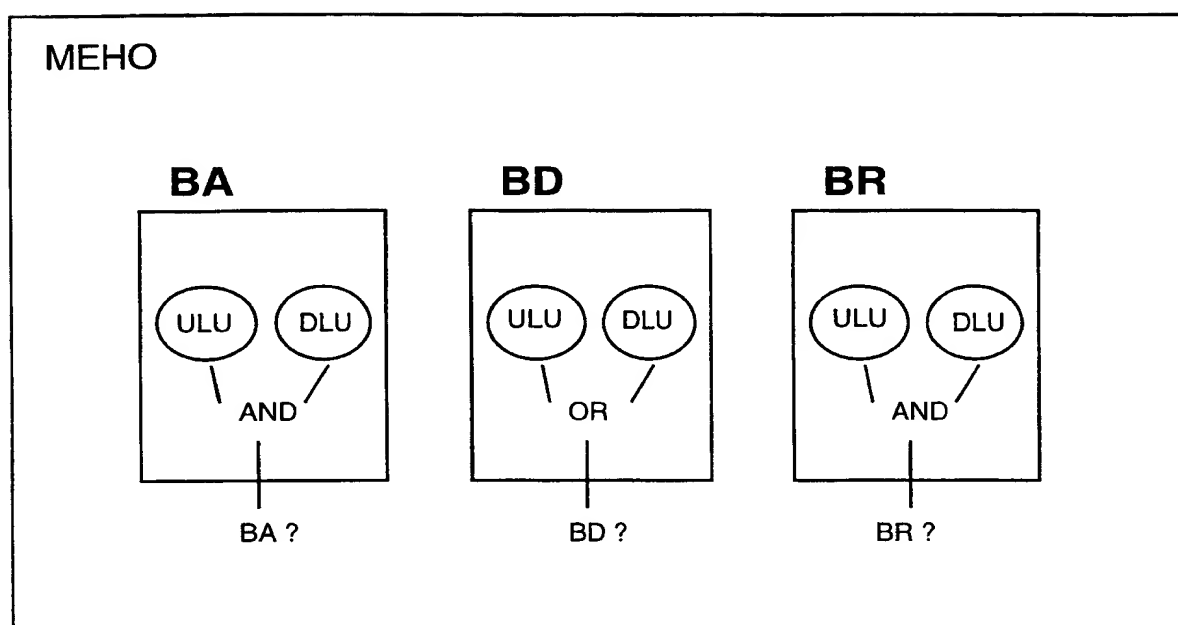 MEHO
BA BD BR
ULU DLU ULU DLU ULU DLU
AND OR AND
BA ? BD ? BR ?